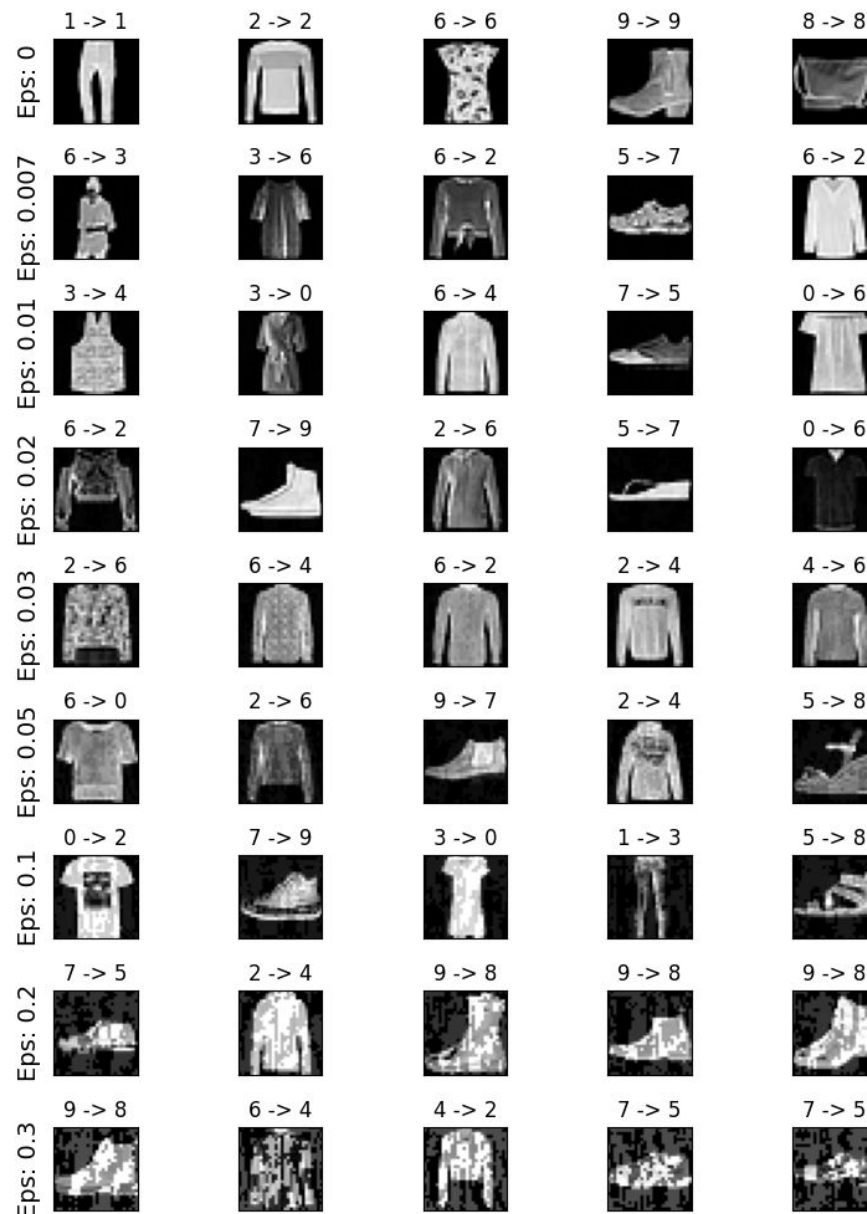 1 -> 1 2 -> 2 6 -> 6 9 -> 9 8 -> 8
Eps: 0
6 -> 3 3 -> 6 6 -> 2 5 -> 7 6 -> 2
Eps: 0.007
3 -> 4 3 -> 0 6 -> 4 7 -> 5 0 -> 6
Eps: 0.01
6 -> 2 7 -> 9 2 -> 6 5 -> 7 0 -> 6
Eps: 0.02
2 -> 6 6 -> 4 6 -> 2 2 -> 4 4 -> 6
Eps: 0.03
6 -> 0 2 -> 6 9 -> 7 2 -> 4 5 -> 8
Eps: 0.05
0 -> 2 7 -> 9 3 -> 0 1 -> 3 5 -> 8
Eps: 0.1
7 -> 5 2 -> 4 9 -> 8 9 -> 8 9 -> 8
Eps: 0.2
9 -> 8 6 -> 4 4 -> 2 7 -> 5 7 -> 5
Eps: 0.3